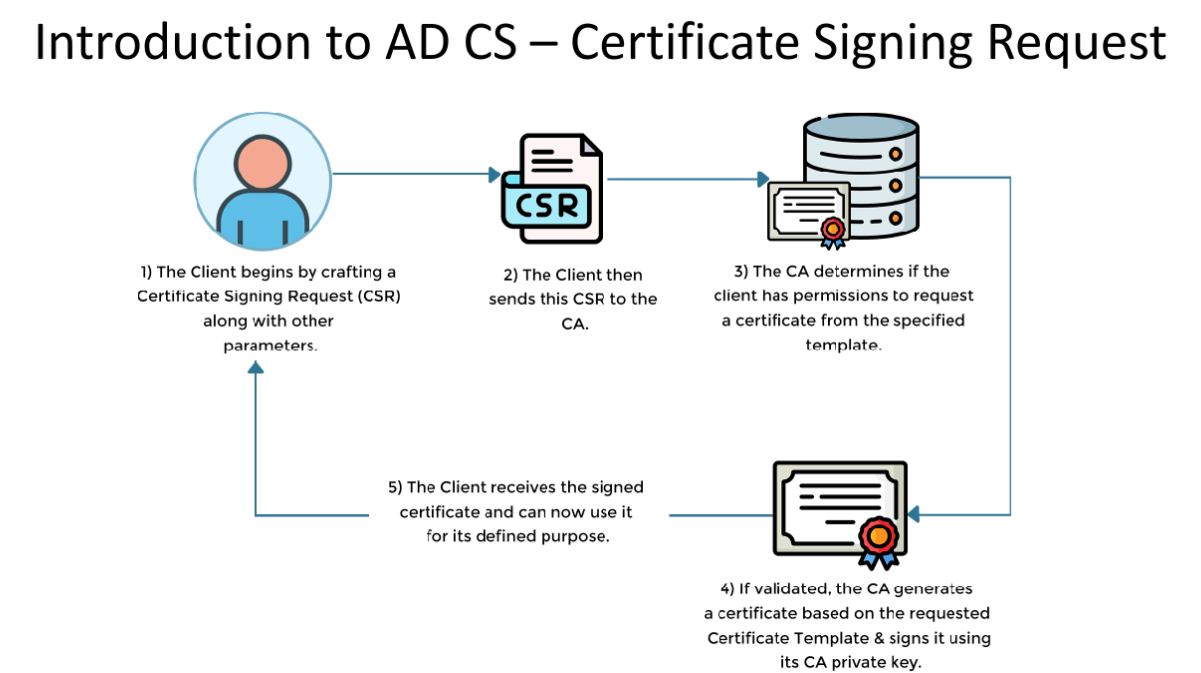 Introduction to AD CS – Certificate Signing Request
CSR
1) The Client begins by crafting a
Certificate Signing Request (CSR)
along with other
parameters.
2) The Client then
sends this CSR to the
CA.
3) The CA determines if the
client has permissions to request
a certificate from the specified
template.
4) If validated, the CA generates
a certificate based on the requested
Certificate Template & signs it using
its CA private key.
5) The Client receives the signed
certificate and can now use it
for its defined purpose.